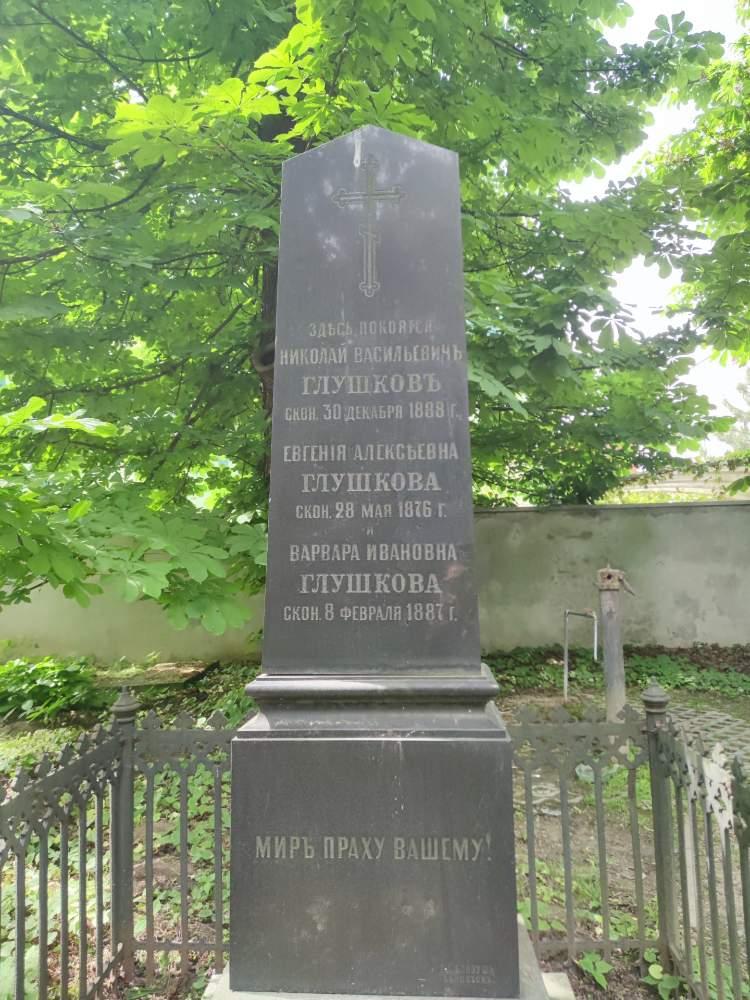 ЗДѢСЬ ПОКОЯТСЯ
НИКОЛАЙ ВАСИЛЬЕВИЧЪ
ГЛУШКОВЪ
СКОН. 30 ДЕКАБРЯ 1888 Г.
ЕВГЕНІЯ АЛЕКСѢЕВНА
ГЛУШКОВА
СКОН. 28 МАЯ 1876 Г.
И
ВАРВАРА ИВАНОВНА
ГЛУШКОВА
СКОН. 8 ФЕВРАЛЯ 1887 Г.
МИРЪ ПРАХУ ВАШЕМУ!